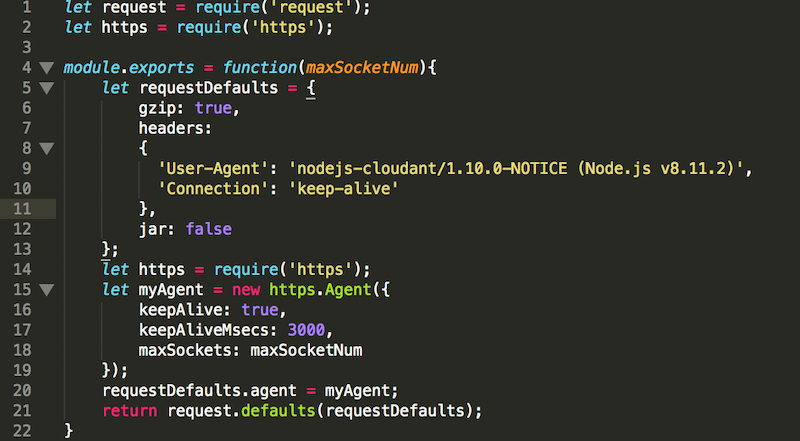 1 let request = require('request');
2 let https = require('https');
3
4 module.exports = function(maxSocketNum){
5     let requestDefaults = {
6         gzip: true,
7         headers:
8         {
9           'User-Agent': 'nodejs-cloudant/1.10.0-NOTICE (Node.js v8.11.2)',
10           'Connection': 'keep-alive'
11         },
12         jar: false
13     };
14     let https = require('https');
15     let myAgent = new https.Agent({
16         keepAlive: true,
17         keepAliveMsecs: 3000,
18         maxSockets: maxSocketNum
19     });
20     requestDefaults.agent = myAgent;
21     return request.defaults(requestDefaults);
22 }